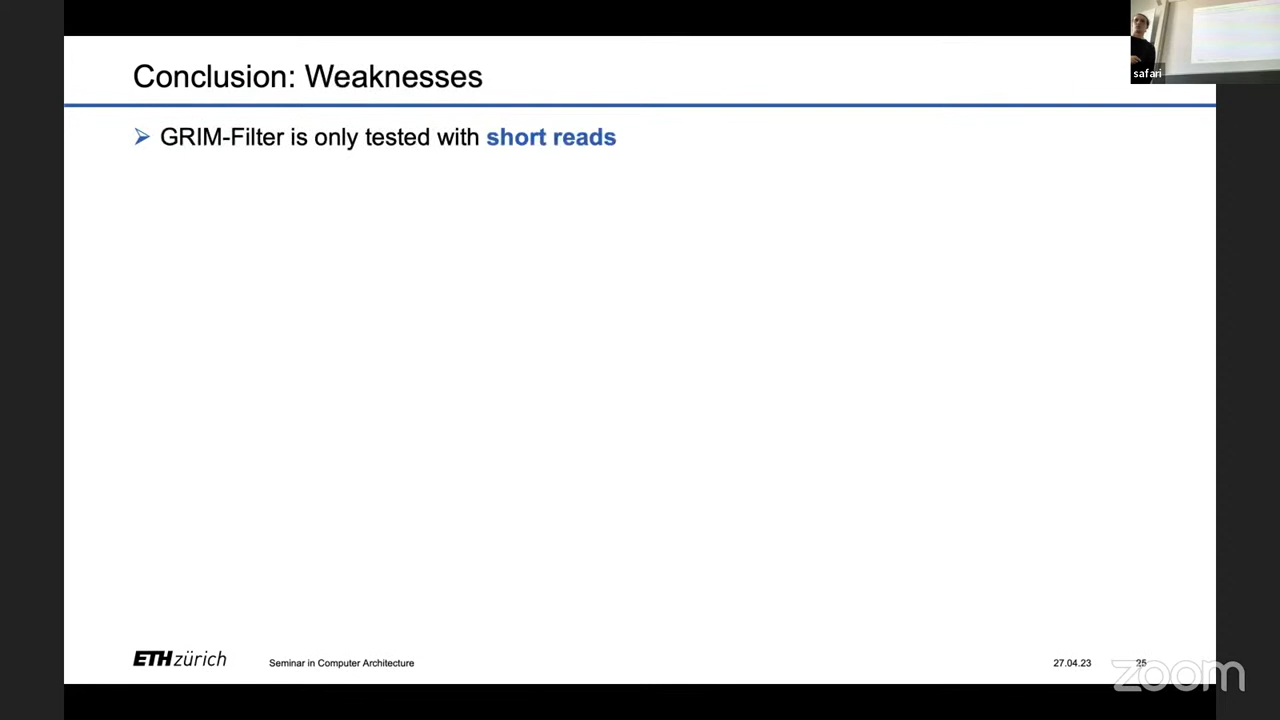 Conclusion: Weaknesses
safari
GRIM-Filter is only tested with short reads
ETHzürich
Seminar in Computer Architecture
27.04.23
25
zoom